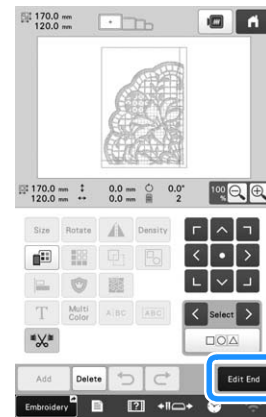 170.0 mm
120.0 mm
170.0 mm 0.0 mm 0.0° 100 %
120.0 mm 0.0 mm 2
Size Rotate Density
T Multi Color A:BC ABC
Select
Add Delete Edit End
Embroidery ?